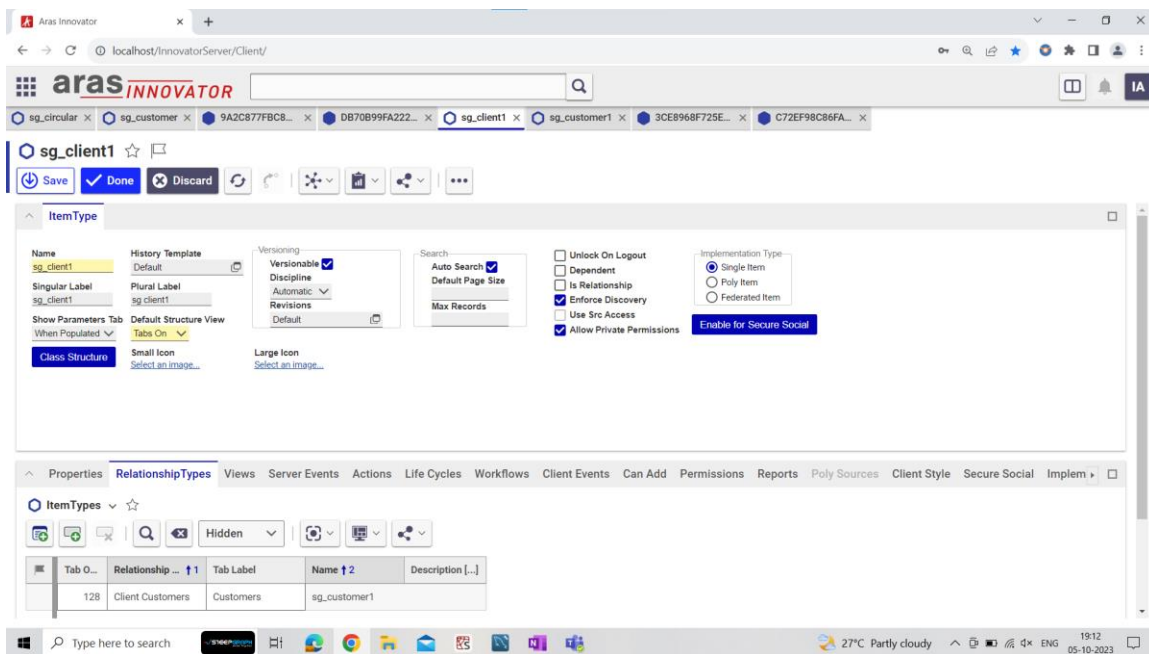 Aras Innovator
localhost/InnovatorServer/Client/
aras INNOVATOR
IA
sg_circular sg_customer 9A2C877FBC8... DB70B99FA222... sg_client1 sg_customer1 3CE8968F725E... C72EF98C86FA...
sg_client1
Save Done Discard
ItemType
Name History Template Versioning Search Unlock On Logout Implementation Type
sg_client1 Default Versionable Auto Search Dependent Single Item
Singular Label Plural Label Discipline Default Page Size Is Relationship Poly Item
sg_client1 sg client1 Automatic Enforce Discovery Federated Item
Show Parameters Tab Default Structure View Revisions Max Records Use Src Access
When Populated Tabs On Default Allow Private Permissions Enable for Secure Social
Class Structure Small Icon Large Icon
Select an image... Select an image...
Properties RelationshipTypes Views Server Events Actions Life Cycles Workflows Client Events Can Add Permissions Reports Poly Sources Client Style Secure Social Implem
ItemTypes
Hidden
Tab O... Relationship ... 1 Tab Label Name 2 Description [...]
128 Client Customers Customers sg_customer1
Type here to search 27°C Partly cloudy ENG 19:12
05-10-2023